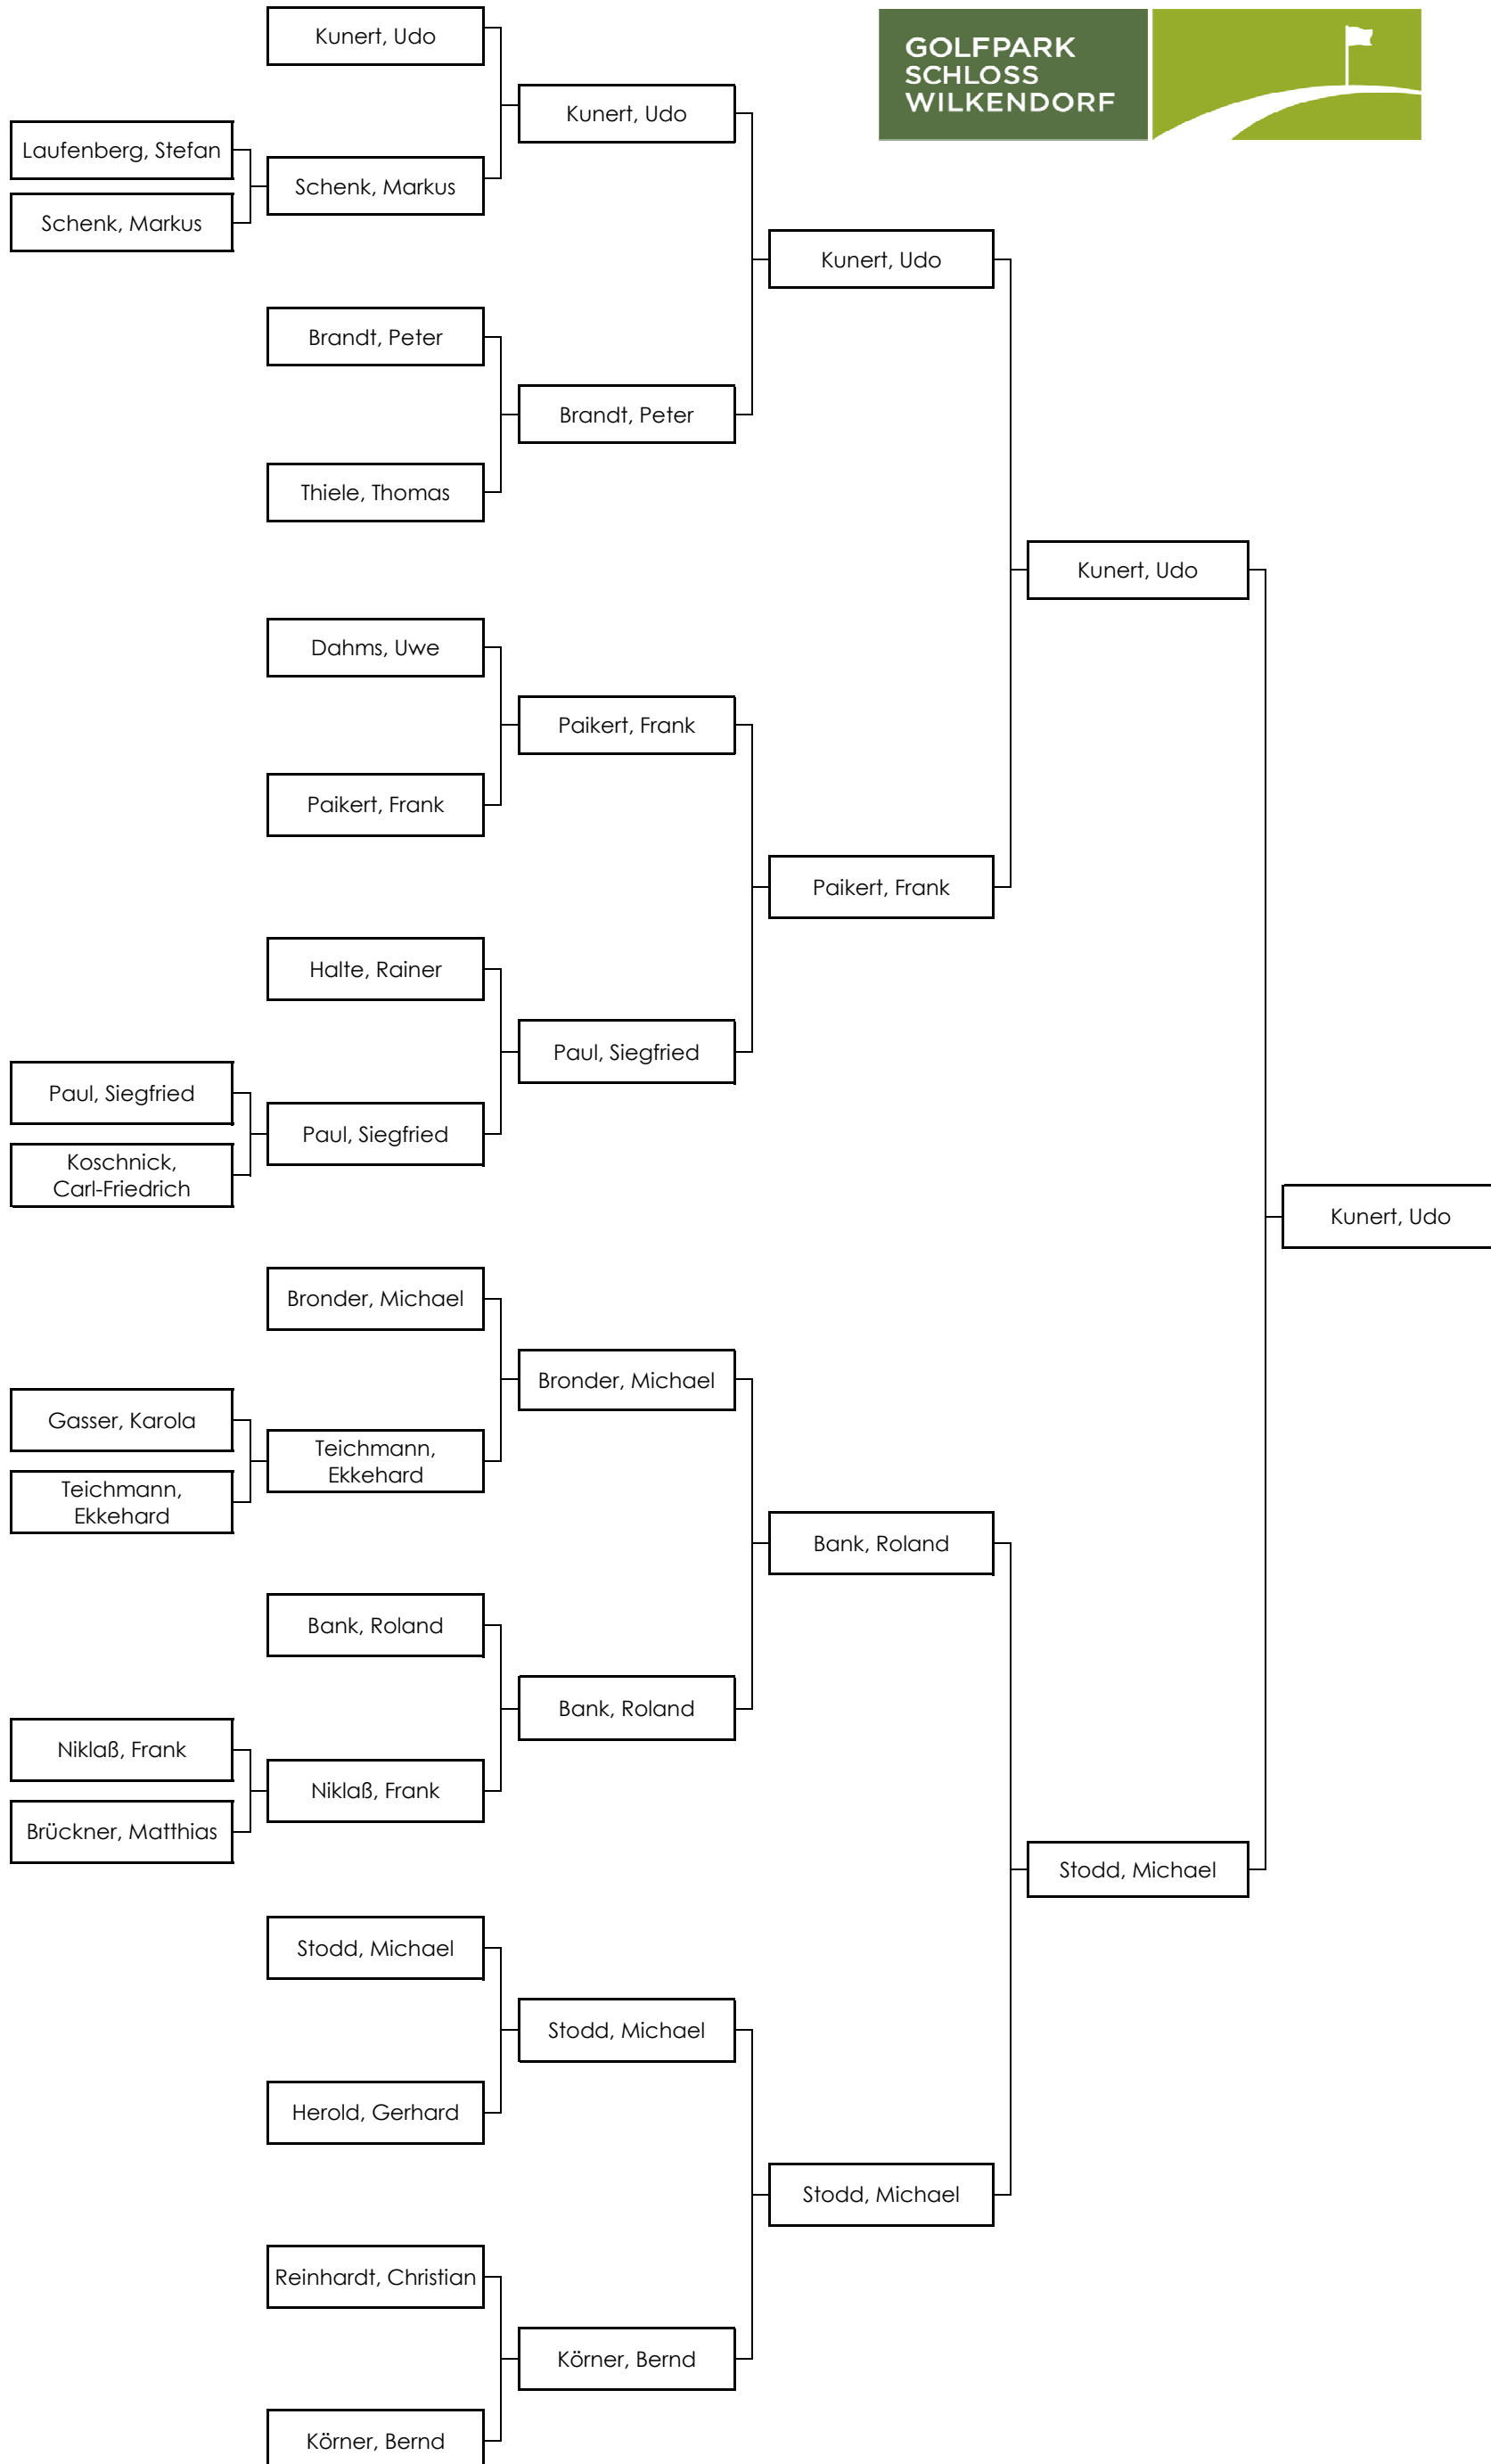 Kunert, Udo
GOLFPARK
SCHLOSS
WILKENDORF
Kunert, Udo
Laufenberg, Stefan
Schenk, Markus
Schenk, Markus
Kunert, Udo
Brandt, Peter
Brandt, Peter
Thiele, Thomas
Kunert, Udo
Dahms, Uwe
Paikert, Frank
Paikert, Frank
Paikert, Frank
Halte, Rainer
Paul, Siegfried
Paul, Siegfried
Paul, Siegfried
Koschnick,
Carl-Friedrich
Kunert, Udo
Bronder, Michael
Bronder, Michael
Gasser, Karola
Teichmann,
Ekkehard
Teichmann,
Ekkehard
Bank, Roland
Bank, Roland
Bank, Roland
Niklaß, Frank
Niklaß, Frank
Brückner, Matthias
Stodd, Michael
Stodd, Michael
Stodd, Michael
Herold, Gerhard
Stodd, Michael
Reinhardt, Christian
Körner, Bernd
Körner, Bernd